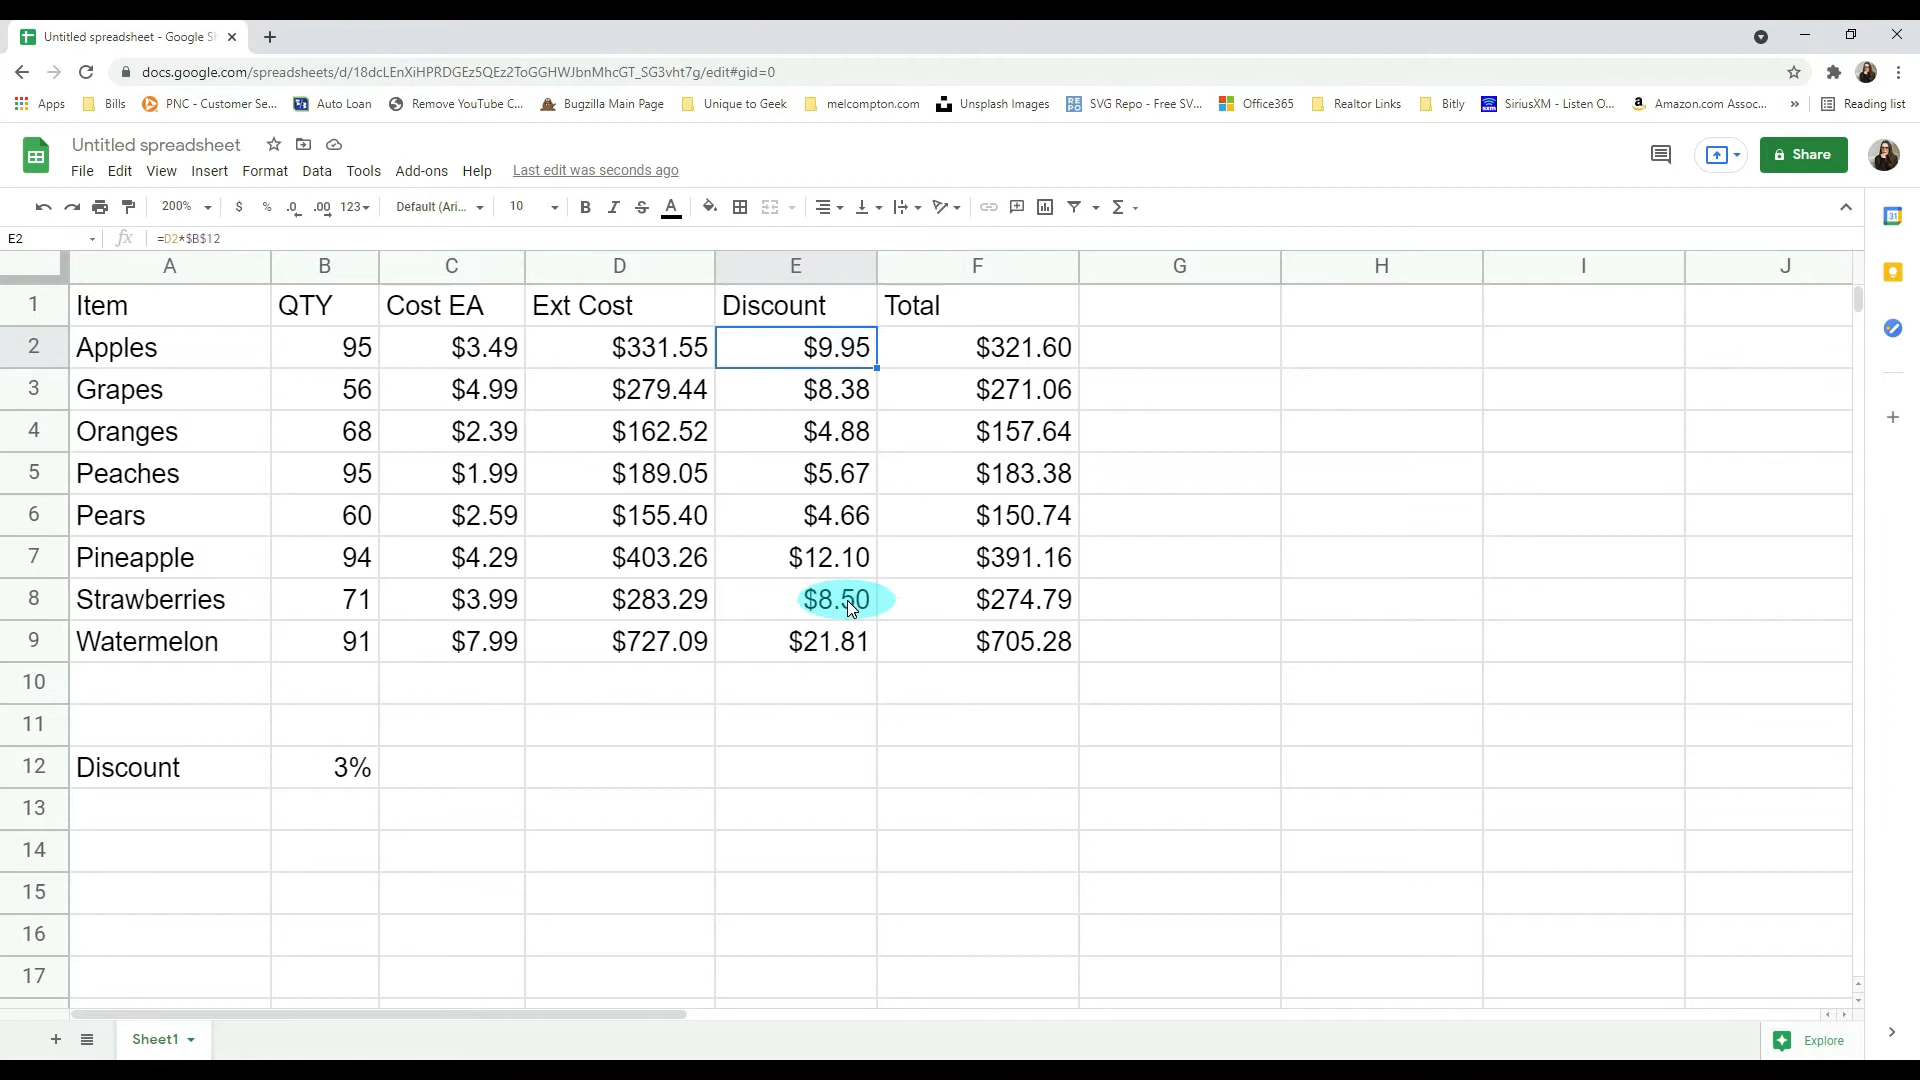 Untitled spreadsheet - Google Sh
docs.google.com/spreadsheets/d/18dcLEnXiHPRDGEz5QEz2ToGGHWJbnMhcGT_SG3vht7g/edit#gid=0
Apps Bills PNC - Customer Se... Auto Loan Remove YouTube C... Bugzilla Main Page Unique to Geek melcompton.com Unsplash Images SVG Repo - Free SV... Office365 Realtor Links Bitly SiriusXM - Listen O... Amazon.com Assoc... » Reading list
Untitled spreadsheet
Share
File Edit View Insert Format Data Tools Add-ons Help Last edit was seconds ago
200% $ % .0 .00 123 Default (Ari... 10 B I S A Σ
E2 fx =D2*$B$12
A B C D E F G H I J
1 Item QTY Cost EA Ext Cost Discount Total
2 Apples 95 $3.49 $331.55 $9.95 $321.60
3 Grapes 56 $4.99 $279.44 $8.38 $271.06
4 Oranges 68 $2.39 $162.52 $4.88 $157.64
5 Peaches 95 $1.99 $189.05 $5.67 $183.38
6 Pears 60 $2.59 $155.40 $4.66 $150.74
7 Pineapple 94 $4.29 $403.26 $12.10 $391.16
8 Strawberries 71 $3.99 $283.29 $8.50 $274.79
9 Watermelon 91 $7.99 $727.09 $21.81 $705.28
10
11
12 Discount 3%
13
14
15
16
17
Sheet1
Explore